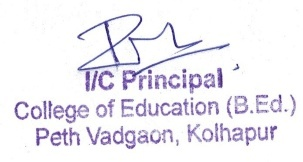 I/C Principal
College of Education (B.Ed.)
Peth Vadgaon, Kolhapur